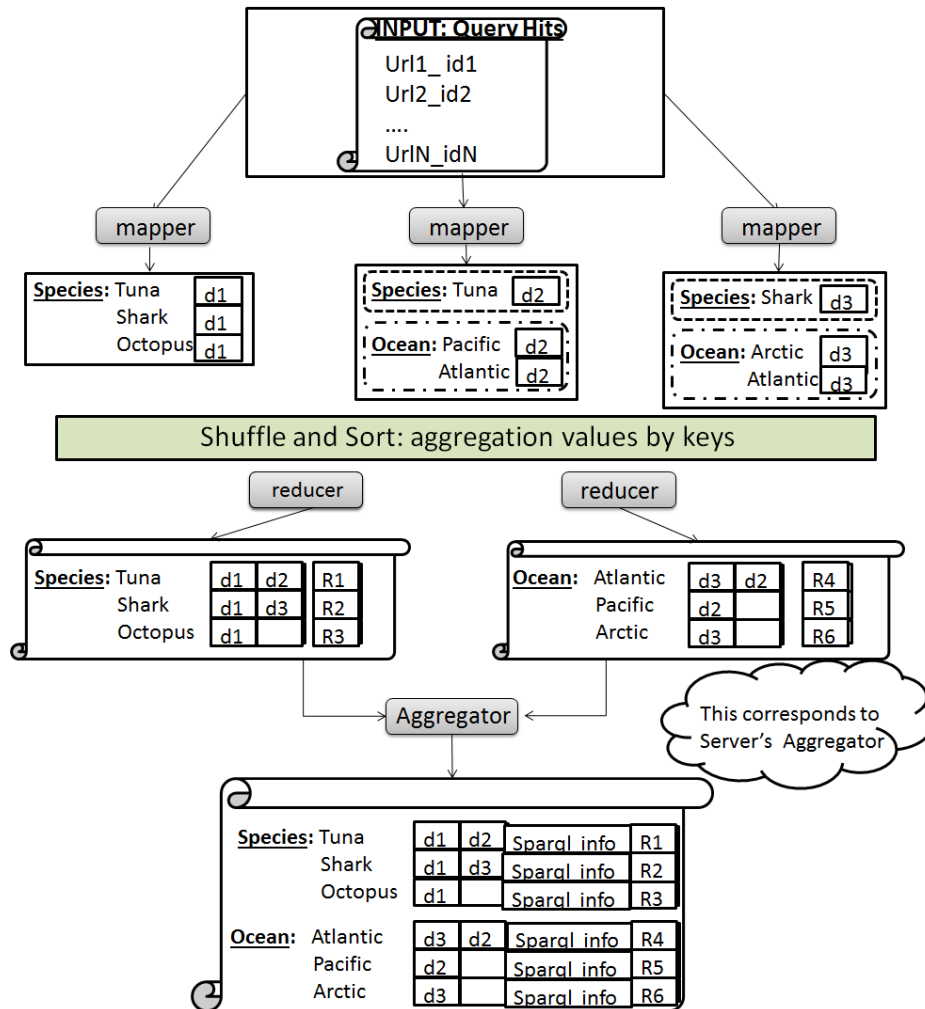 INPUT: Query Hits
Url1_ id1
Url2_id2
....
UrlN_idN
mapper
mapper
mapper
Species: Tuna d1
Shark d1
Octopus d1
Species: Tuna d2
Ocean: Pacific d2
Atlantic d2
Species: Shark d3
Ocean: Arctic d3
Atlantic d3
Shuffle and Sort: aggregation values by keys
reducer
reducer
Species: Tuna d1 d2 R1
Shark d1 d3 R2
Octopus d1 R3
Ocean: Atlantic d3 d2 R4
Pacific d2 R5
Arctic d3 R6
Aggregator
This corresponds to
Server's Aggregator
Species: Tuna d1 d2 Sparql_info R1
Shark d1 d3 Sparql_info R2
Octopus d1 Sparql_info R3
Ocean: Atlantic d3 d2 Sparql_info R4
Pacific d2 Sparql_info R5
Arctic d3 Sparql_info R6